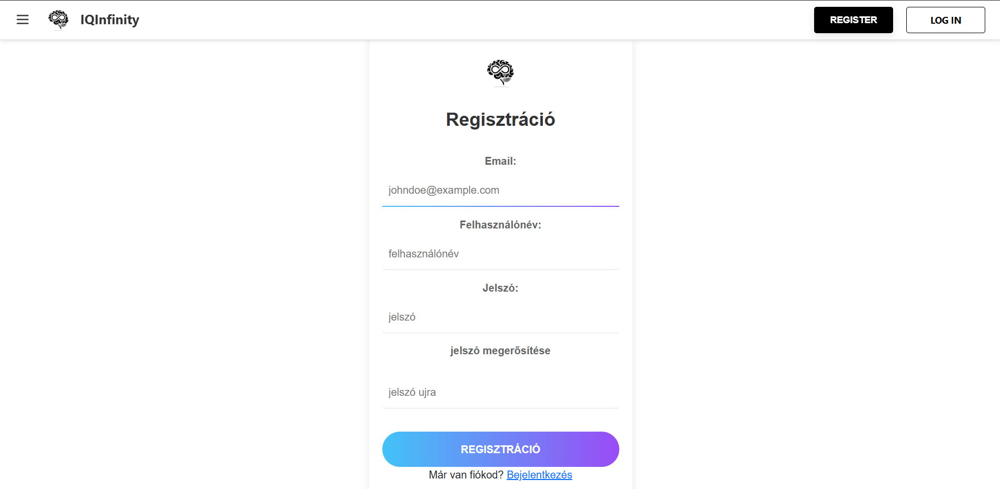 IQInfinity
REGISTER
LOG IN
Regisztráció
Email:
johndoe@example.com
Felhasználónév:
felhasználónév
Jelszó:
jelszó
jelszó megerősítése
jelszó ujra
REGISZTRÁCIÓ
Már van fiókod? Bejelentkezés